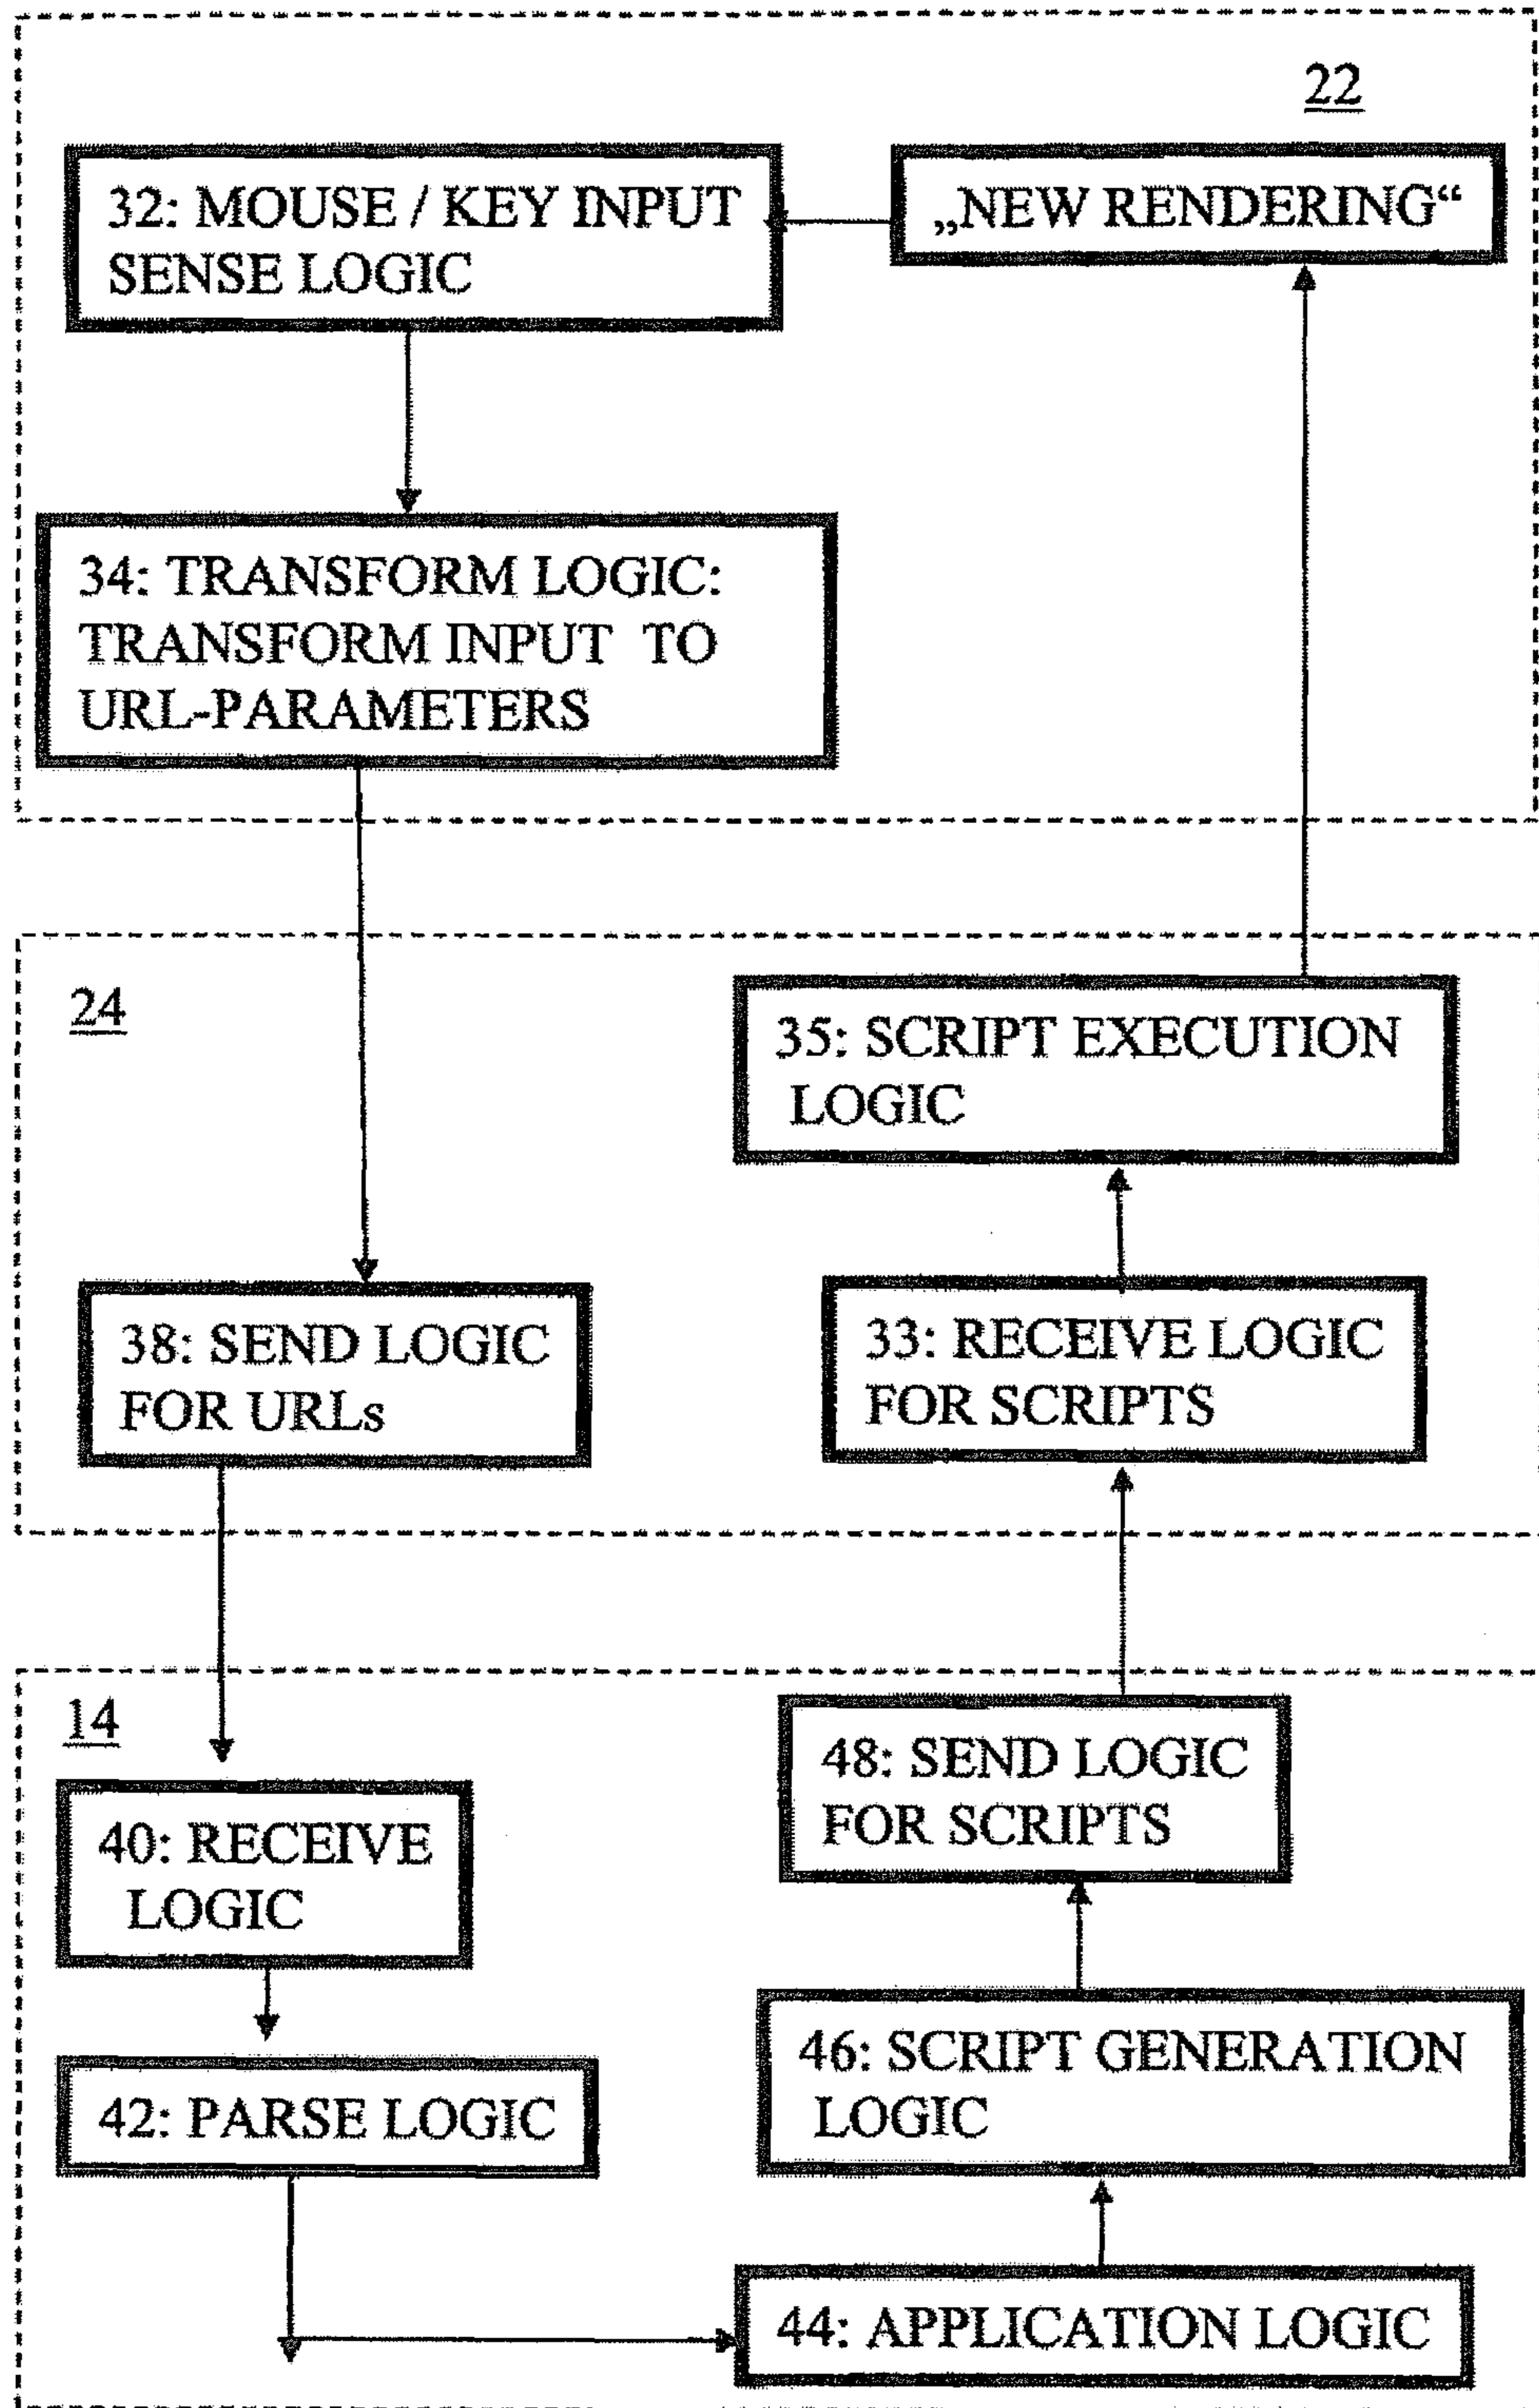 22
32: MOUSE / KEY INPUT
SENSE LOGIC
„NEW RENDERING“
34: TRANSFORM LOGIC:
TRANSFORM INPUT TO
URL-PARAMETERS
24
35: SCRIPT EXECUTION
LOGIC
38: SEND LOGIC
FOR URLs
33: RECEIVE LOGIC
FOR SCRIPTS
14
48: SEND LOGIC
FOR SCRIPTS
40: RECEIVE
LOGIC
46: SCRIPT GENERATION
LOGIC
42: PARSE LOGIC
44: APPLICATION LOGIC